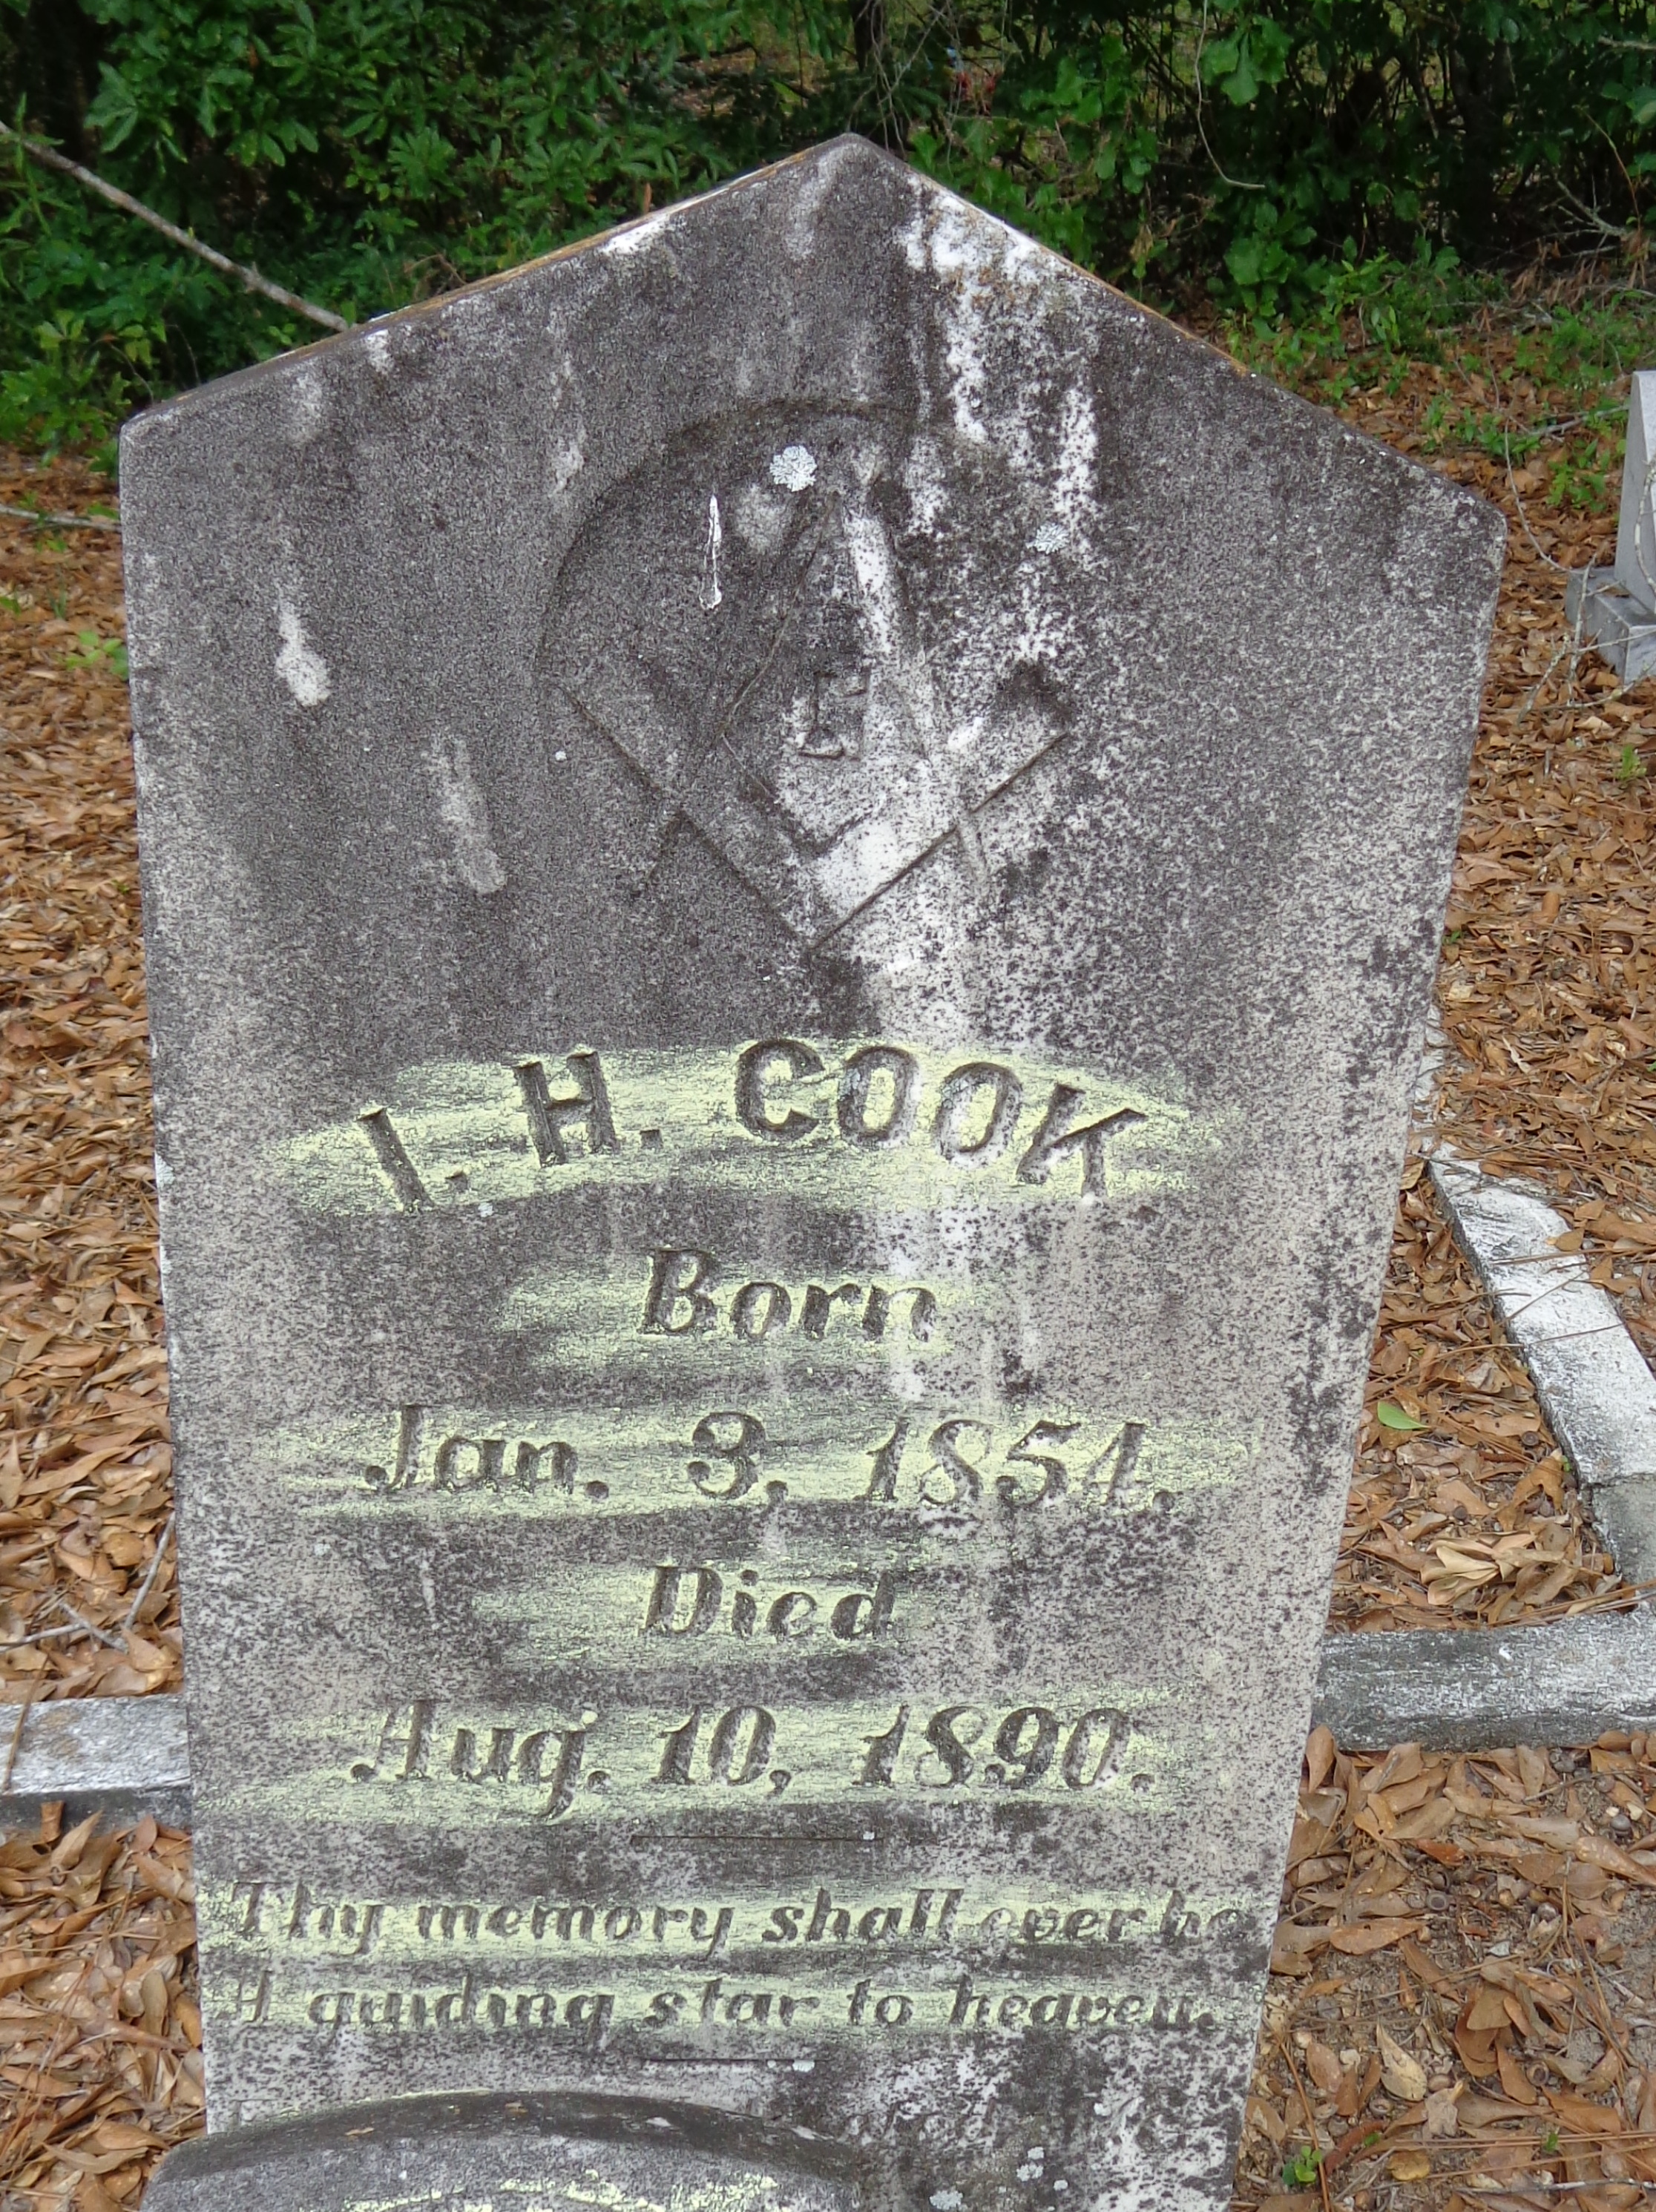 G
I. H. COOK
Born
Jan. 3, 1854.
Died
Aug. 10, 1890.
Thy memory shall ever be
A guiding star to heaven.